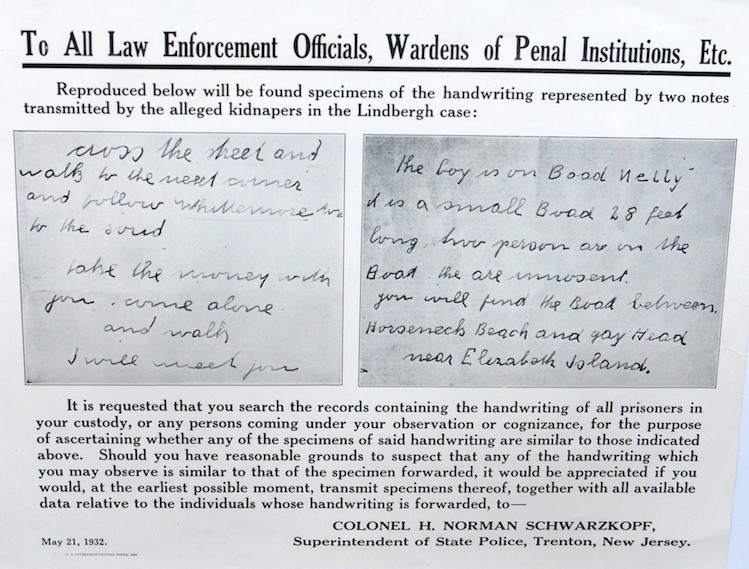 To All Law Enforcement Officials, Wardens of Penal Institutions, Etc.
Reproduced below will be found specimens of the handwriting represented by two notes
transmitted by the alleged kidnapers in the Lindbergh case:
cross the street and
walk to the next corner
and follow whittemore Ave
to the soud
take the money with
you. come alone
and walk
I will meet you
the boy is on Boad Nelly
it is a small Boad 28 feet
long, two person are on the
Boad. the are innosent.
you will find the Boad between
Horseneck Beach and gay Head
near Elizabeth Island.
It is requested that you search the records containing the handwriting of all prisoners in
your custody, or any persons coming under your observation or cognizance, for the purpose
of ascertaining whether any of the specimens of said handwriting are similar to those indicated
above. Should you have reasonable grounds to suspect that any of the handwriting which
you may observe is similar to that of the specimen forwarded, it would be appreciated if you
would, at the earliest possible moment, transmit specimens thereof, together with all available
data relative to the individuals whose handwriting is forwarded, to—
COLONEL H. NORMAN SCHWARZKOPF,
Superintendent of State Police, Trenton, New Jersey.
May 21, 1932.